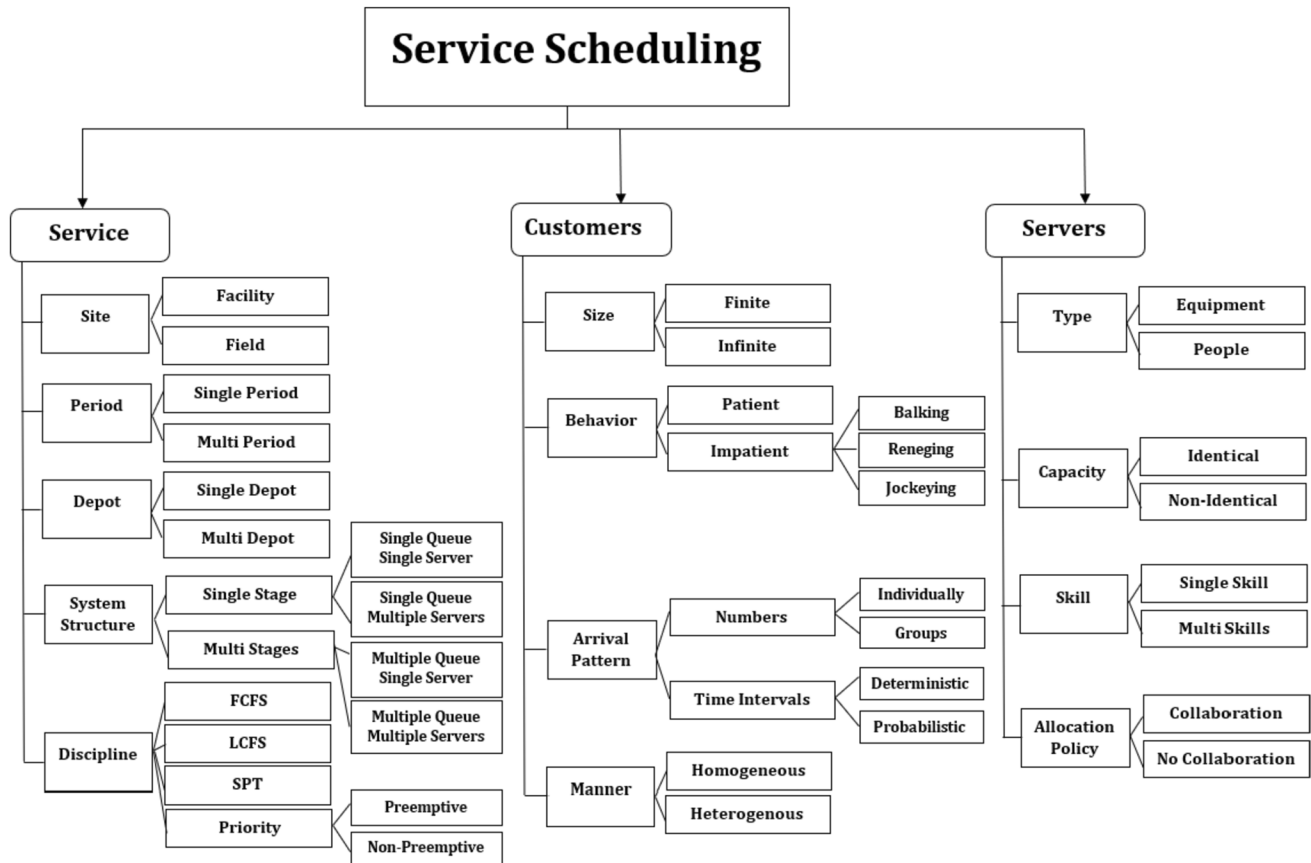 Service Scheduling
Service
Site
Facility
Field
Period
Single Period
Multi Period
Depot
Single Depot
Multi Depot
System
Structure
Single Stage
Single Queue
Single Server
Single Queue
Multiple Servers
Multi Stages
Multiple Queue
Single Server
Multiple Queue
Multiple Servers
Discipline
FCFS
LCFS
SPT
Priority
Preemptive
Non-Preemptive
Customers
Size
Finite
Infinite
Behavior
Patient
Impatient
Balking
Reneging
Jockeying
Arrival
Pattern
Numbers
Individually
Groups
Time Intervals
Deterministic
Probabilistic
Manner
Homogeneous
Heterogenous
Servers
Type
Equipment
People
Capacity
Identical
Non-Identical
Skill
Single Skill
Multi Skills
Allocation
Policy
Collaboration
No Collaboration